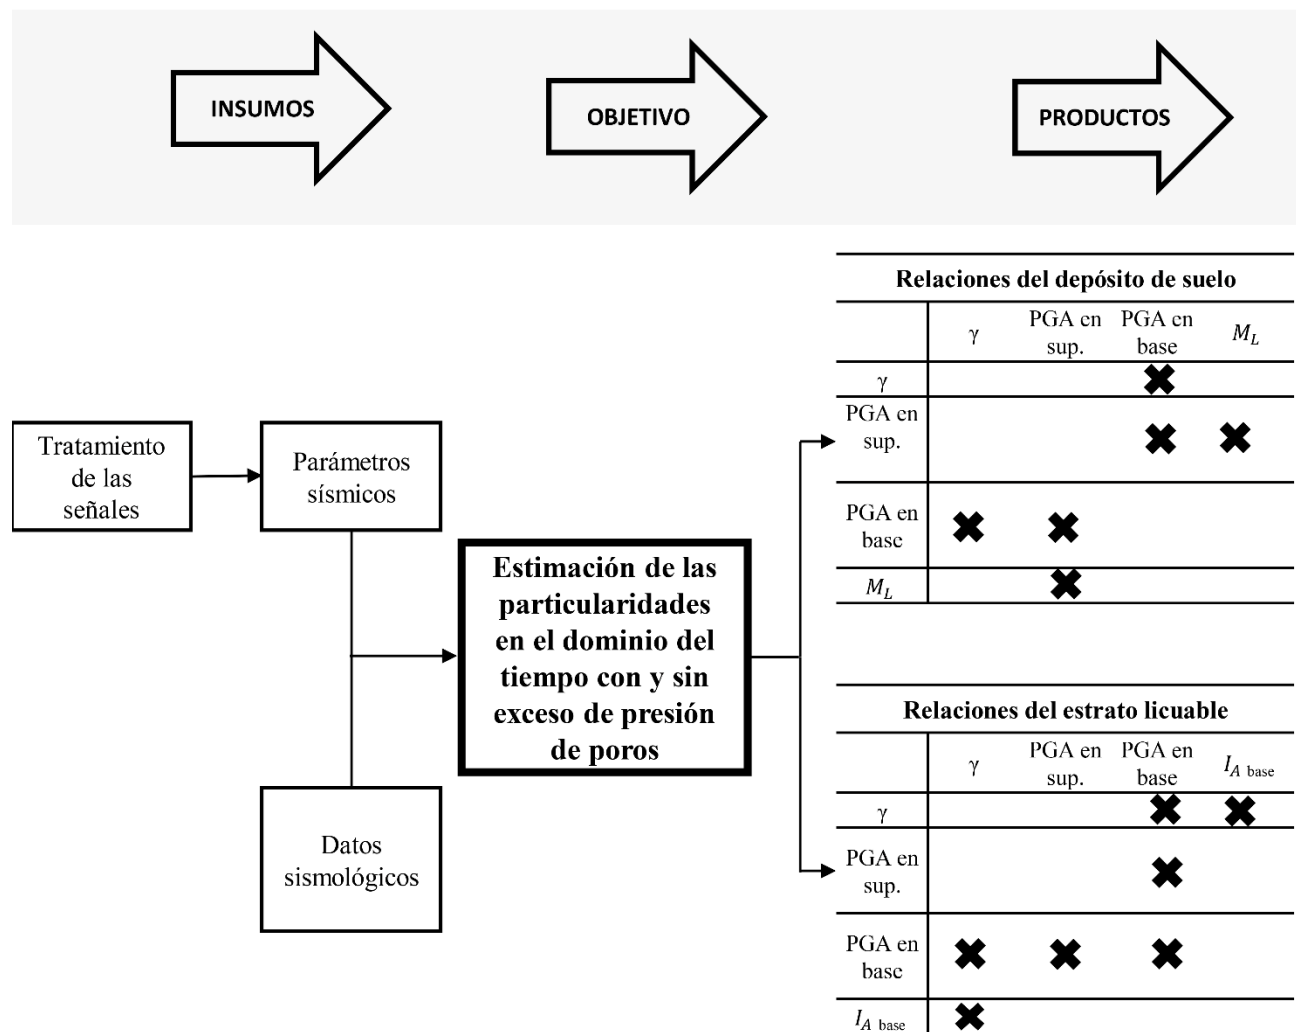 INSUMOS
OBJETIVO
PRODUCTOS
Tratamiento
de las
señales
Parámetros
sísmicos
Datos
sismológicos
Estimación de las
particularidades
en el dominio del
tiempo con y sin
exceso de presión
de poros
Relaciones del depósito de suelo
γ PGA en sup. PGA en base M_L
γ
PGA en
sup.
PGA en
base
M_L
Relaciones del estrato licuable
γ PGA en sup. PGA en base I_A base
γ
PGA en
sup.
PGA en
base
I_A base